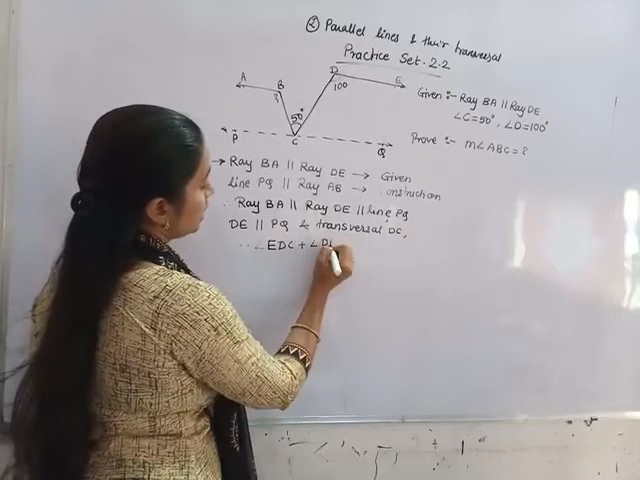 ② Parallel lines & their transversal
Practice Set. 2.2
A
B
?
D
100
E
50°
P
C
Q
Given :- Ray BA || Ray DE
∠C=50°, ∠D=100°
Prove :- m∠ABC = ?
→ Ray BA || Ray DE → Given
line PQ || Ray AB → onstruction
∴ Ray BA || Ray DE || line PQ
DE || PQ & transversal DC,
∴ ∠EDC + ∠D